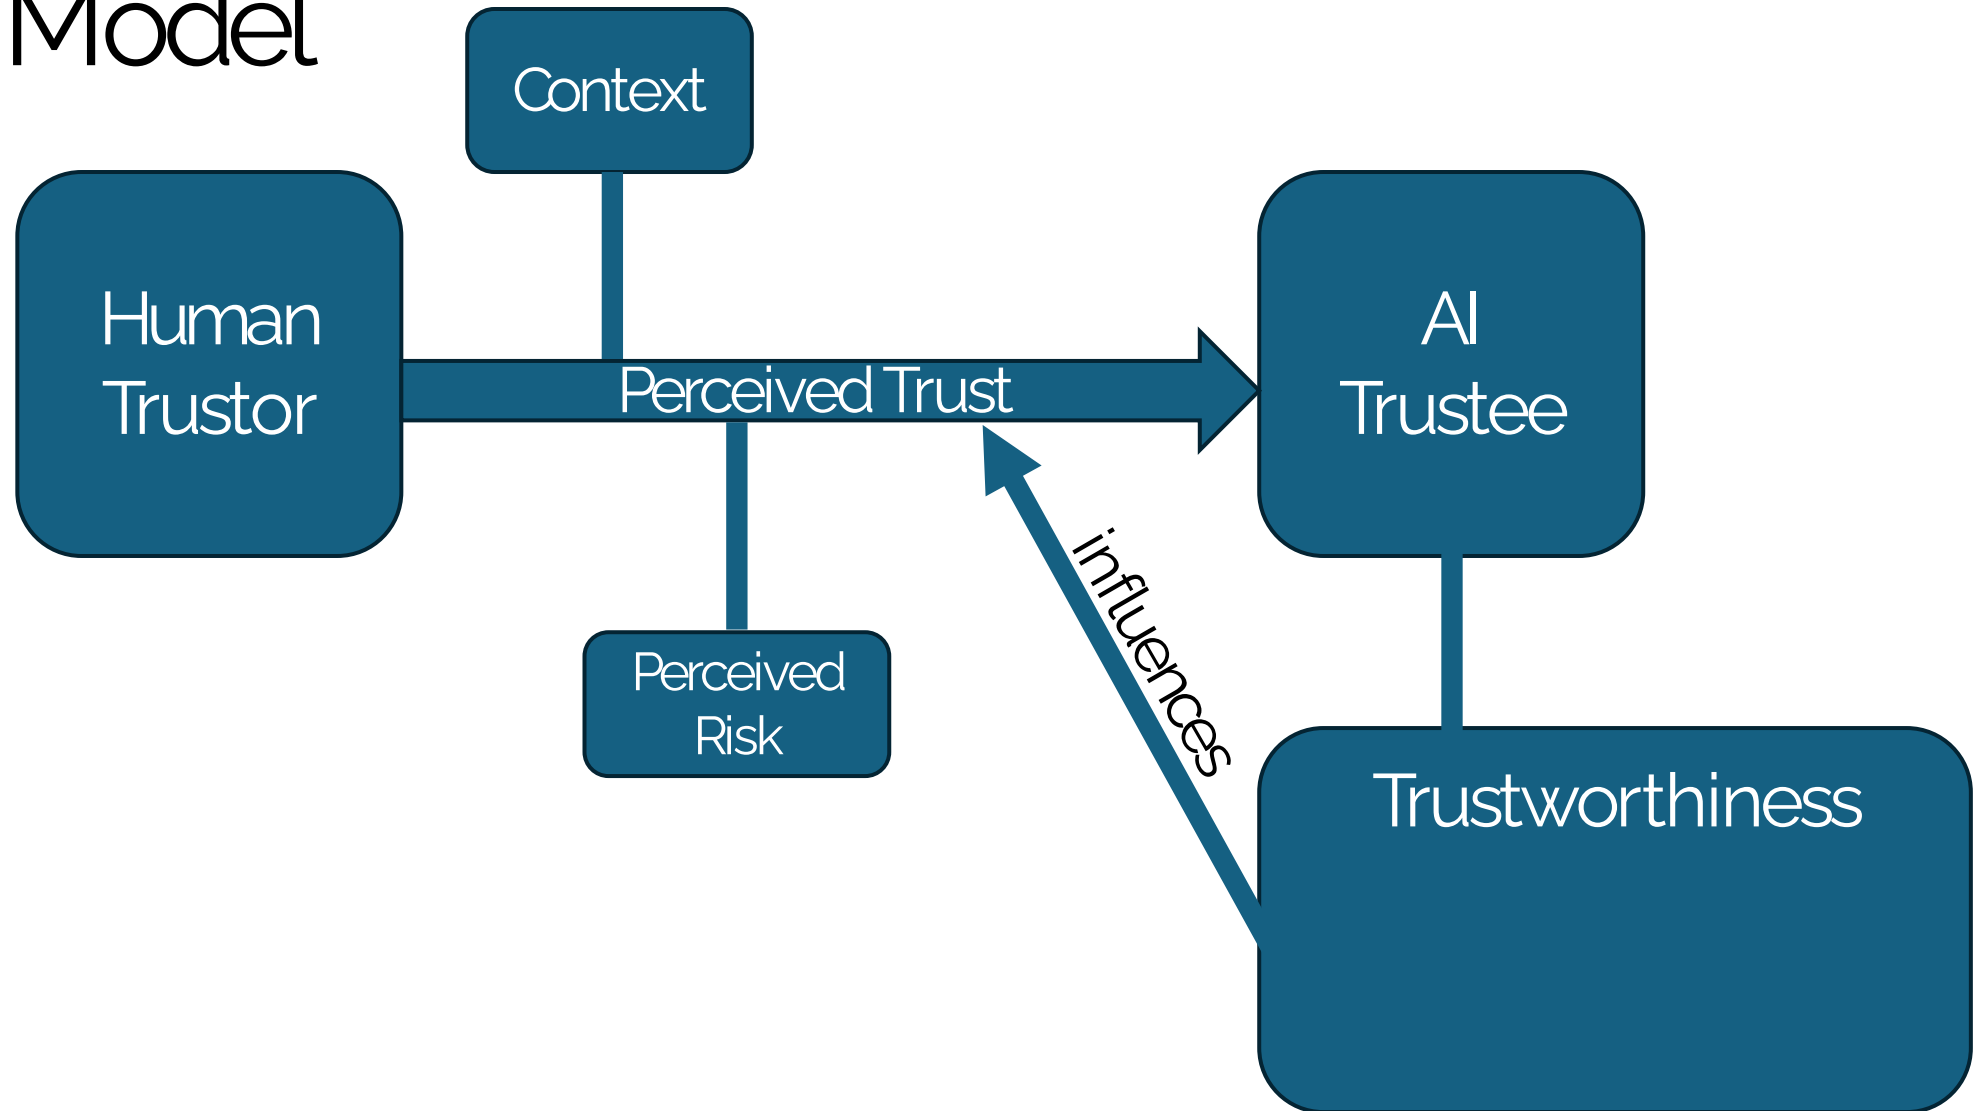 Model
Context
Human
Trustor
Perceived Trust
AI
Trustee
influences
Perceived
Risk
Trustworthiness